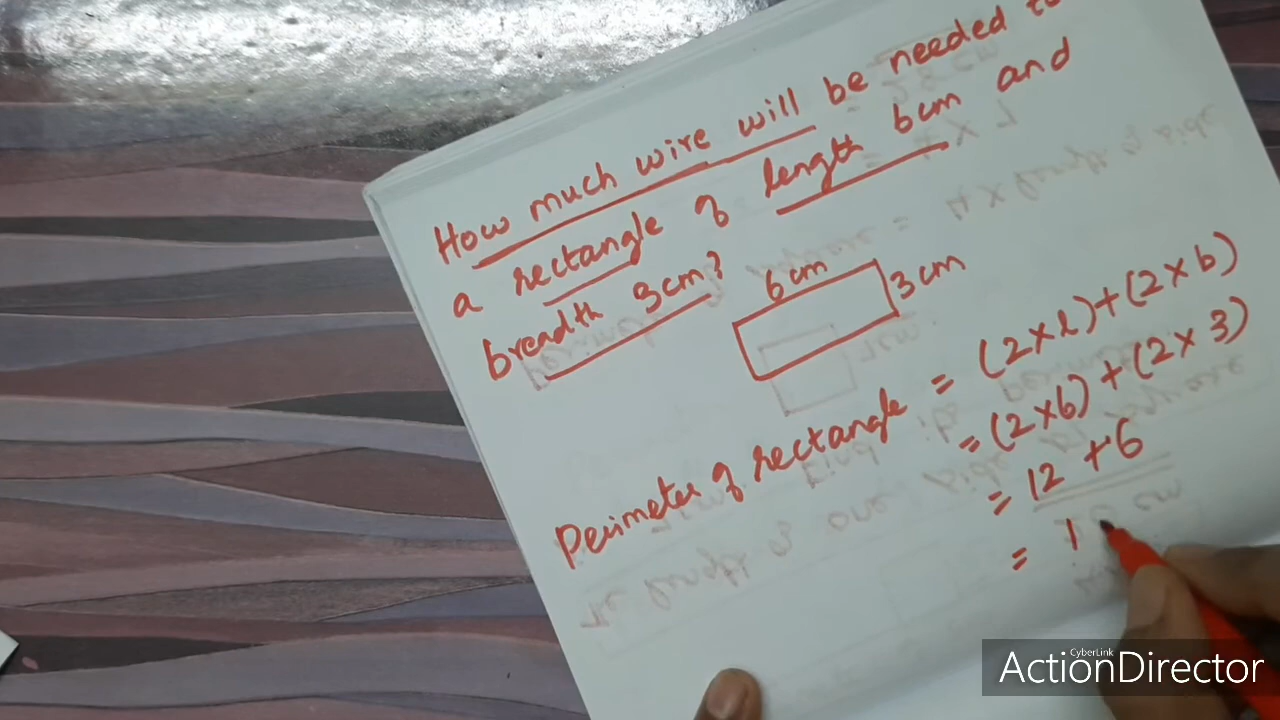 How much wire will be needed to
a rectangle of length 6cm and
breadth 3cm?
6cm
3cm
Perimeter of rectangle = (2×l)+(2×b)
= (2×6)+(2×3)
= 12 +6
= 1
CyberLink
ActionDirector